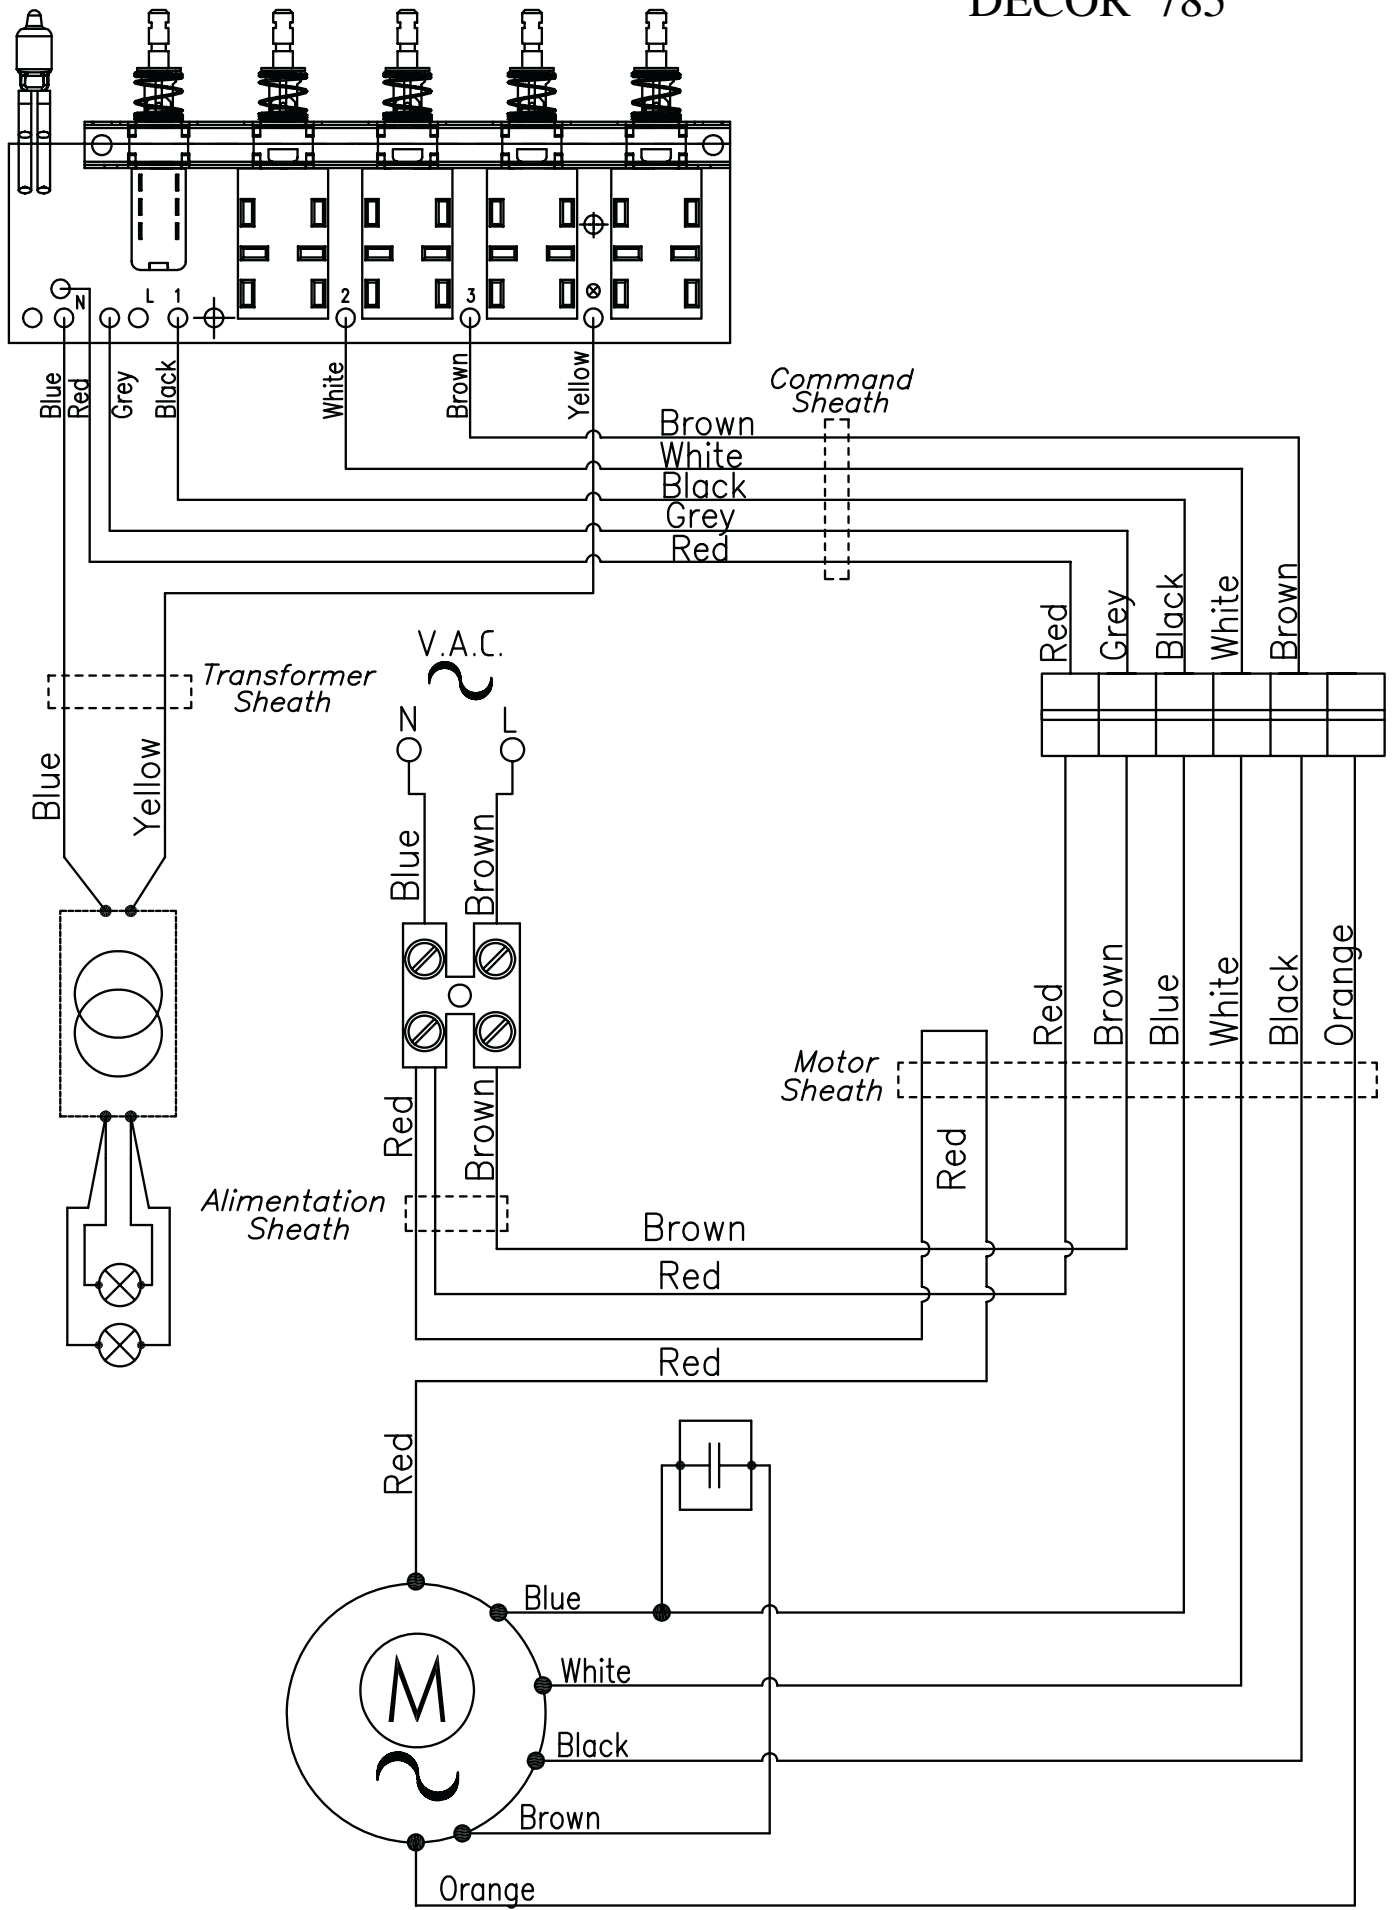 DECOR 785
N
L
1
2
3
Blue
Red
Grey
Black
White
Brown
Yellow
Command
Sheath
Brown
White
Black
Grey
Red
Red
Grey
Black
White
Brown
V.A.C.
N
L
Transformer
Sheath
Blue
Yellow
Blue
Brown
Red
Brown
Blue
White
Black
Orange
Motor
Sheath
Red
Brown
Red
Alimentation
Sheath
Brown
Red
Red
Red
Blue
M
White
Black
Brown
Orange